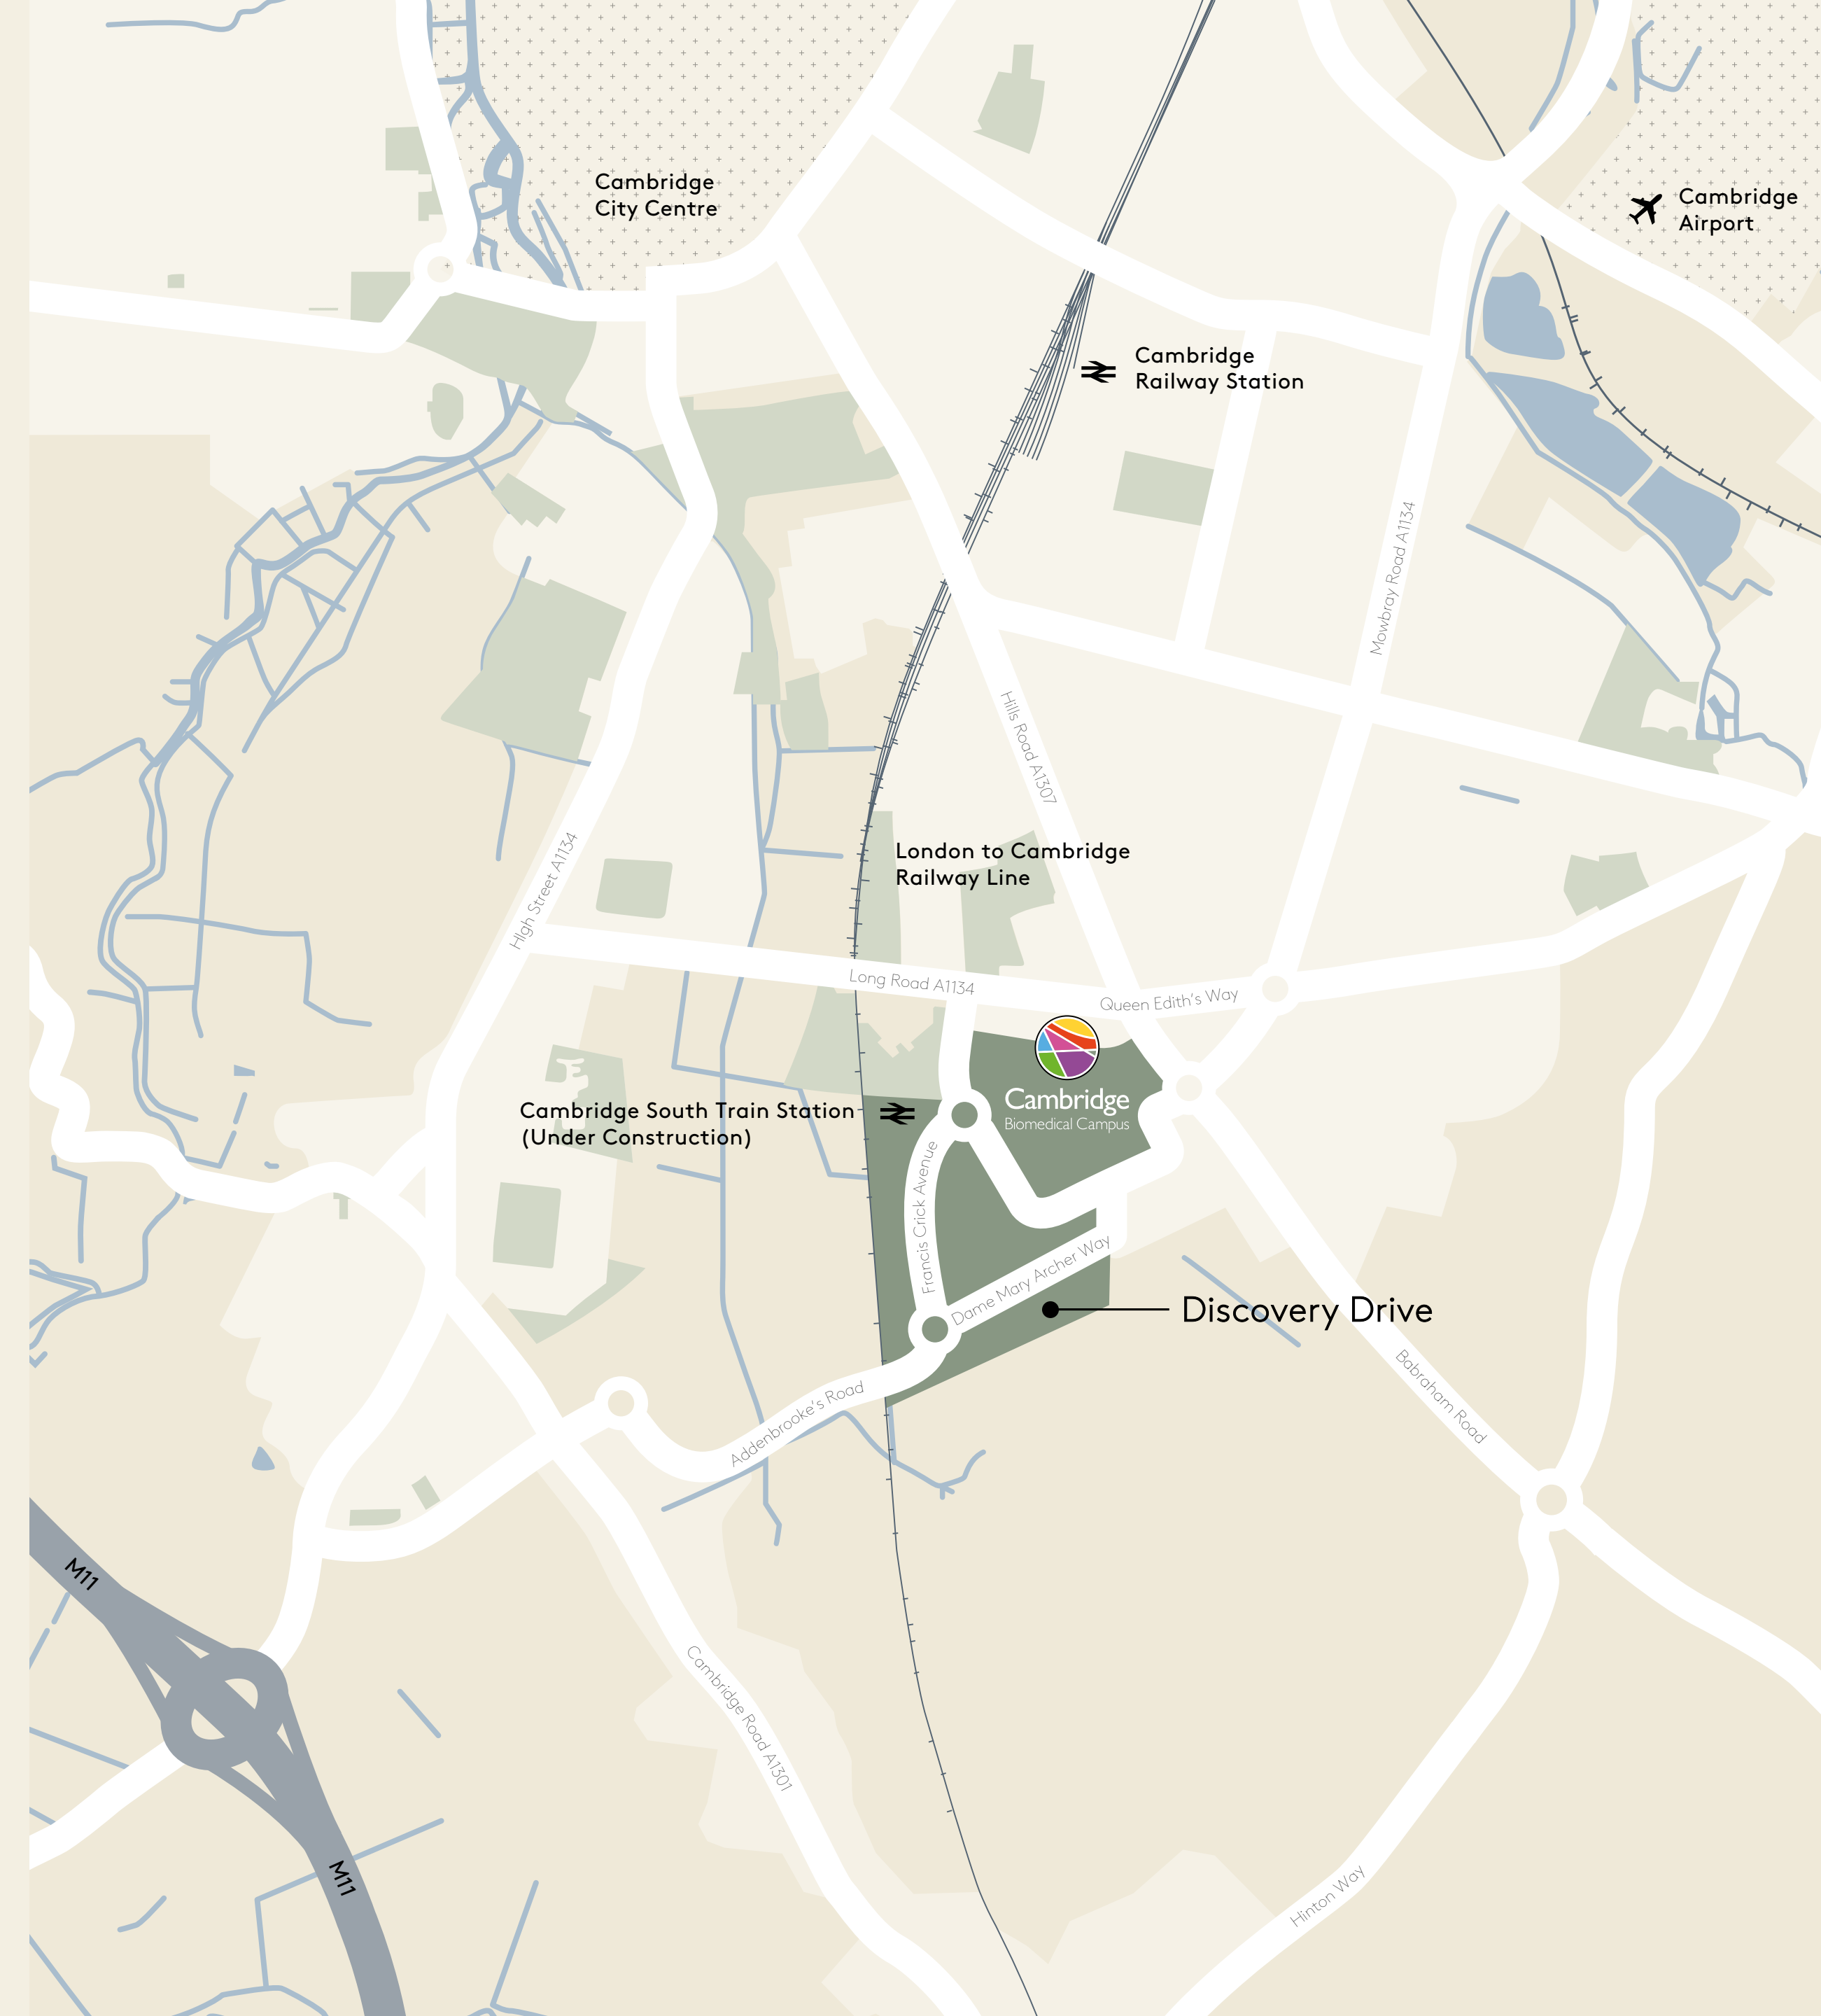 Cambridge
City Centre
Cambridge
Airport
Cambridge
Railway Station
Mowbray Road A1134
Hills Road A1307
London to Cambridge
Railway Line
HIgh Street A1134
Long Road A1134
Queen Edith's Way
Cambridge
Biomedical Campus
Cambridge South Train Station
(Under Construction)
Francis Crick Avenue
Dame Mary Archer Way
Discovery Drive
Addenbrooke's Road
Babraham Road
M11
Cambridge Road A1301
M11
Hinton Way